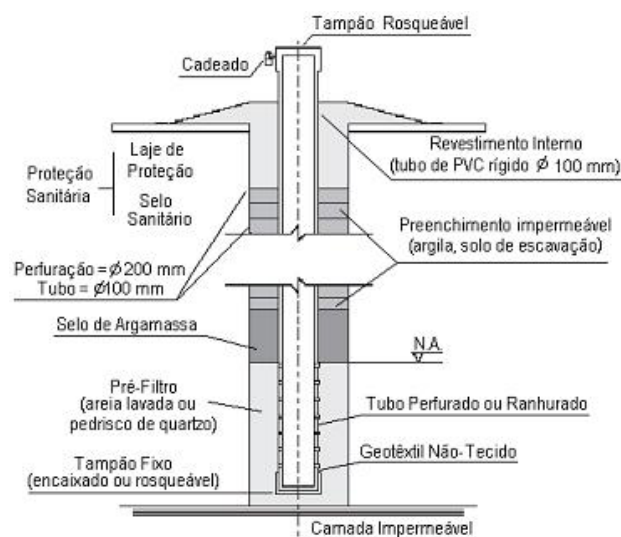 Tampão Rosqueável
Cadeado
Laje de
Proteção
Proteção
Sanitária
Selo
Sanitário
Revestimento Interno
(tubo de PVC rígido ϕ 100 mm)
Preenchimento impermeável
(argila, solo de escavação)
Perfuração = ϕ200 mm
Tubo = ϕ100 mm
Selo de Argamassa
N.A.
Pré-Filtro
(areia lavada ou
pedrisco de quartzo)
Tubo Perfurado ou Ranhurado
Geotêxtil Não-Tecido
Tampão Fixo
(encaixado ou rosqueável)
Camada Impermeável